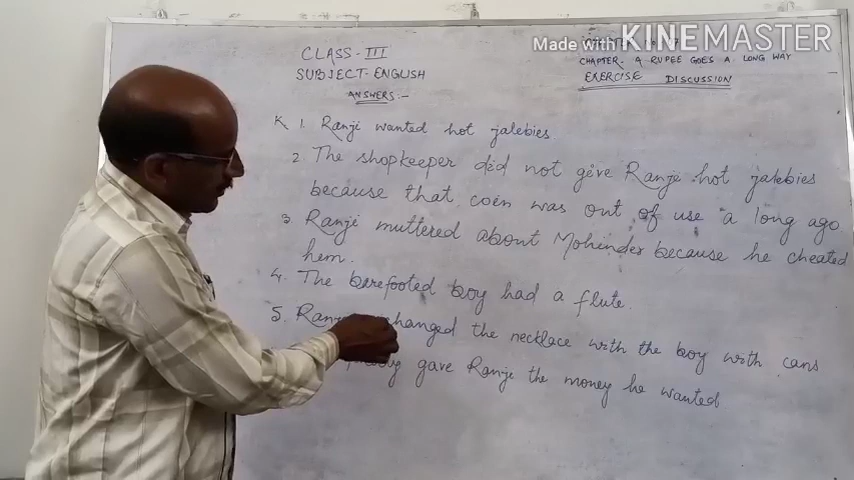 Made with KINEMASTER
CLASS-III
SUBJECT-ENGLISH
CHAPTER- A RUPEE GOES A LONG WAY
EXERCISE DISCUSSION
ANSWERS:-
K 1. Ranji wanted hot jalebies
2. The shopkeeper did not give Ranji hot jalebies
because that coin was out of use a long ago
3. Ranji muttered about Mohinder because he cheated
him.
4. The barefooted boy had a flute.
5. changed the necklace with the boy with cans
gave Ranji the money he wanted